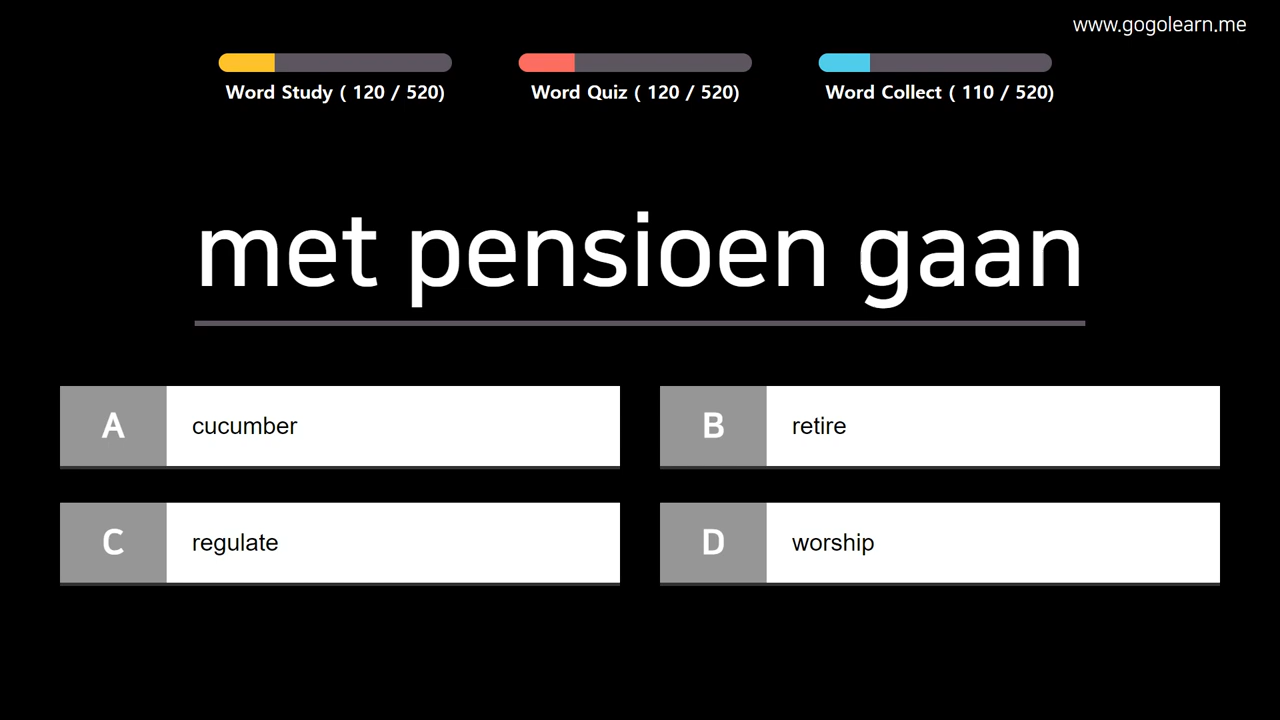 www.gogolearn.me
Word Study ( 120 / 520)
Word Quiz ( 120 / 520)
Word Collect ( 110 / 520)
met pensioen gaan
A cucumber
B retire
C regulate
D worship